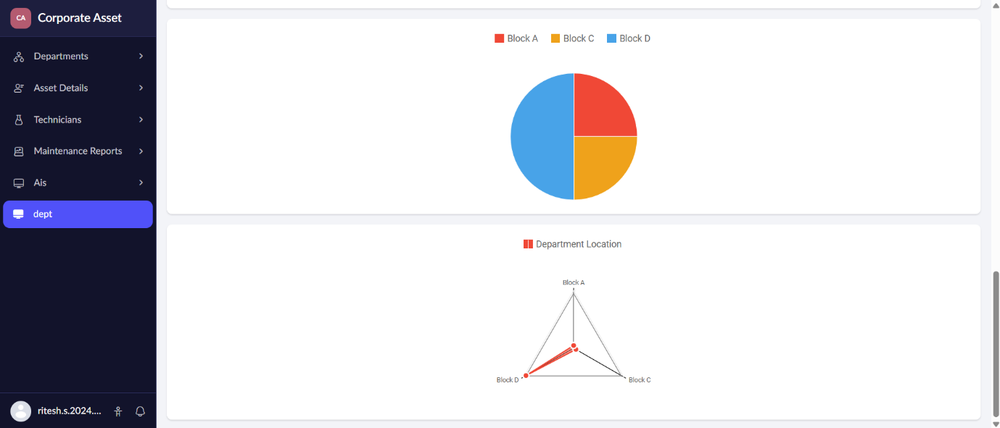 CA Corporate Asset
Departments
Asset Details
Technicians
Maintenance Reports
Ais
dept
ritesh.s.2024....
Block A Block C Block D
Department Location
Block A
Block D
Block C